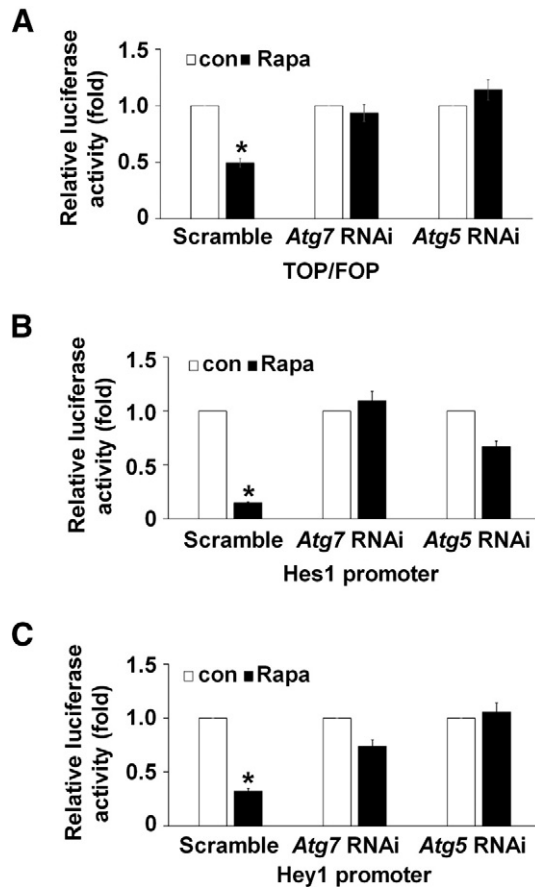 A
Relative luciferase
activity (fold)
1.5
1.0
0.5
0
con Rapa
*
Scramble Atg7 RNAi Atg5 RNAi
TOP/FOP
B
Relative luciferase
activity (fold)
1.5
1.0
0.5
0
con Rapa
*
Scramble Atg7 RNAi Atg5 RNAi
Hes1 promoter
C
Relative luciferase
activity (fold)
1.5
1.0
0.5
0
con Rapa
*
Scramble Atg7 RNAi Atg5 RNAi
Hey1 promoter